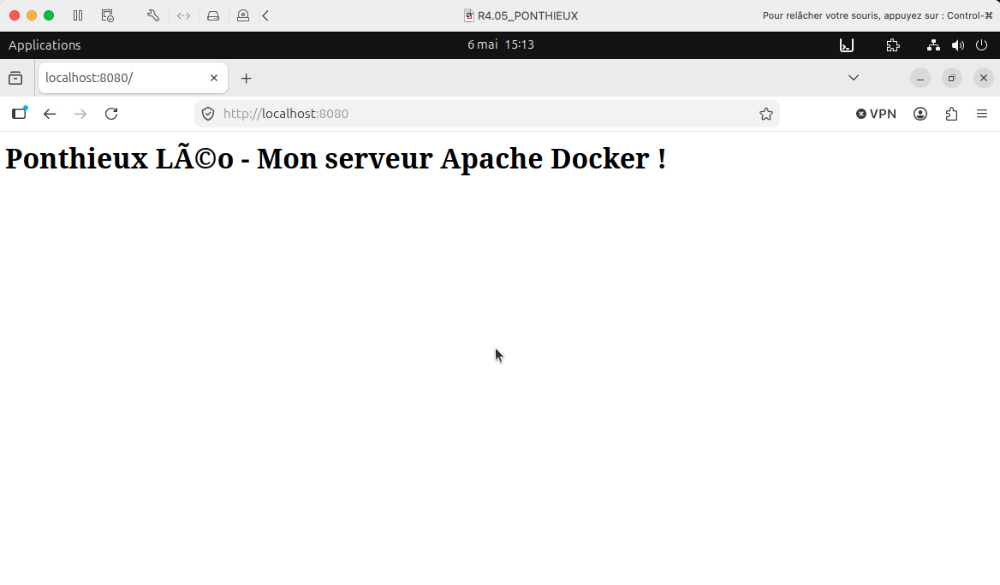 R4.05_PONTHIEUX
Pour relâcher votre souris, appuyez sur : Control-⌘
Applications
6 mai 15:13
localhost:8080/
http://localhost:8080
VPN
Ponthieux LÃ©o - Mon serveur Apache Docker !